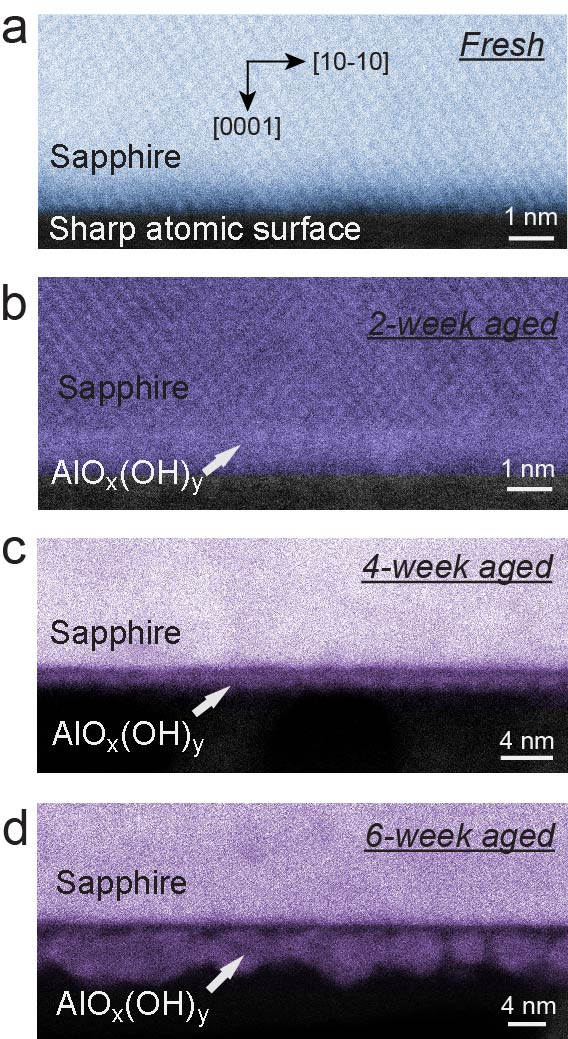 a
Fresh
[10-10]
[0001]
Sapphire
Sharp atomic surface
1 nm
b
2-week aged
Sapphire
AlOx(OH)y
1 nm
c
4-week aged
Sapphire
AlOx(OH)y
4 nm
d
6-week aged
Sapphire
AlOx(OH)y
4 nm